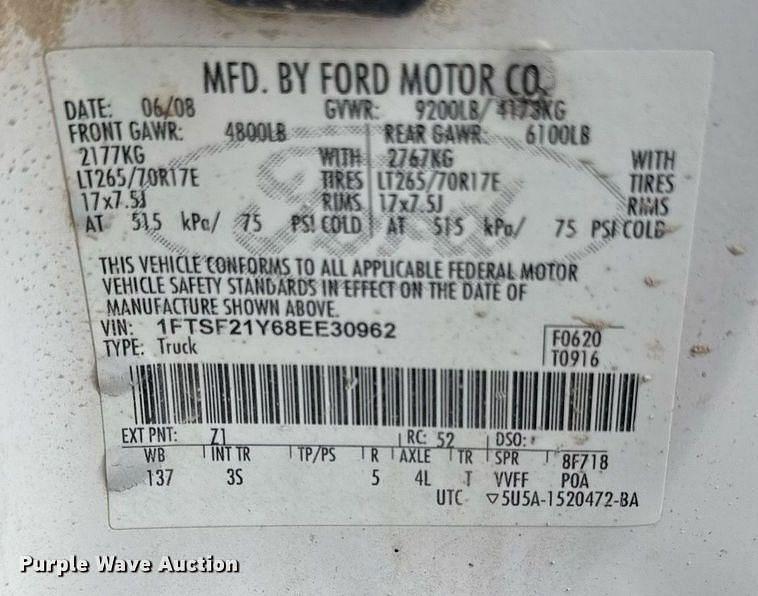 MFD. BY FORD MOTOR CO.
DATE: 06/08 GVWR: 9200LB/ 4173KG
FRONT GAWR: 4800LB REAR GAWR: 6100LB
2177KG WITH 2767KG WITH
LT265/70R17E TIRES LT265/70R17E TIRES
17x7.5J RIMS 17x7.5J RIMS
AT 515 kPa/ 75 PSI COLD AT 515 kPa/ 75 PSI COLD
Ford
THIS VEHICLE CONFORMS TO ALL APPLICABLE FEDERAL MOTOR
VEHICLE SAFETY STANDARDS IN EFFECT ON THE DATE OF
MANUFACTURE SHOWN ABOVE.
VIN: 1FTSF21Y68EE30962
TYPE: Truck
F0620
T0916
EXT PNT: Z1 RC: 52 DSO:
WB INT TR TP/PS R AXLE TR SPR 8F718
137 3S 5 4L T VVFF POA
UTC ▽5U5A-1520472-BA
Purple Wave Auction